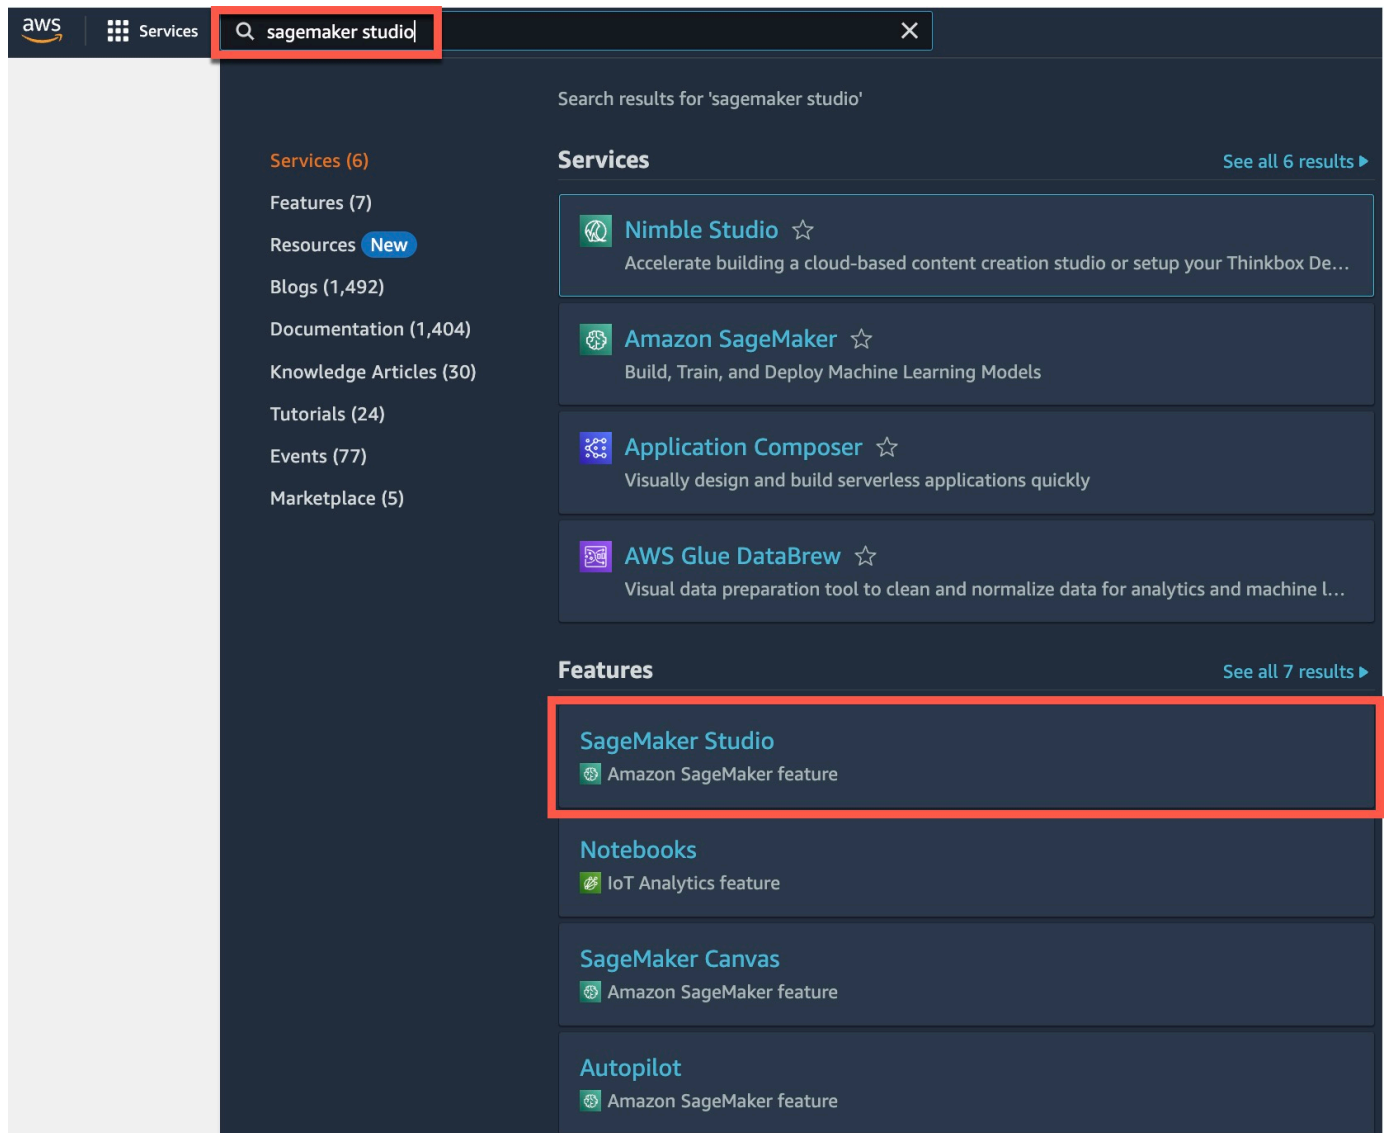 aws
Services
sagemaker studio
Search results for 'sagemaker studio'
Services (6)
Features (7)
Resources New
Blogs (1,492)
Documentation (1,404)
Knowledge Articles (30)
Tutorials (24)
Events (77)
Marketplace (5)
Services
See all 6 results
Nimble Studio
Accelerate building a cloud-based content creation studio or setup your Thinkbox De...
Amazon SageMaker
Build, Train, and Deploy Machine Learning Models
Application Composer
Visually design and build serverless applications quickly
AWS Glue DataBrew
Visual data preparation tool to clean and normalize data for analytics and machine l...
Features
See all 7 results
SageMaker Studio
Amazon SageMaker feature
Notebooks
IoT Analytics feature
SageMaker Canvas
Amazon SageMaker feature
Autopilot
Amazon SageMaker feature